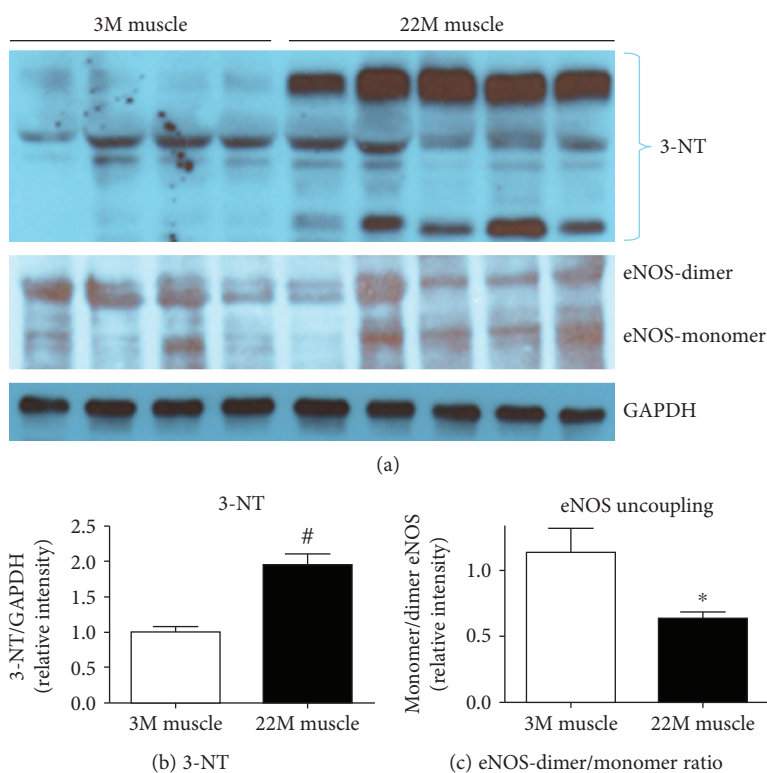 3M muscle 22M muscle
3-NT
eNOS-dimer
eNOS-monomer
GAPDH
(a)
3-NT
3-NT/GAPDH
(relative intensity)
2.5
2.0
1.5
1.0
0.5
0.0
#
3M muscle 22M muscle
(b) 3-NT
eNOS uncoupling
Monomer/dimer eNOS
(relative intensity)
1.0
0.5
0.0
*
3M muscle 22M muscle
(c) eNOS-dimer/monomer ratio